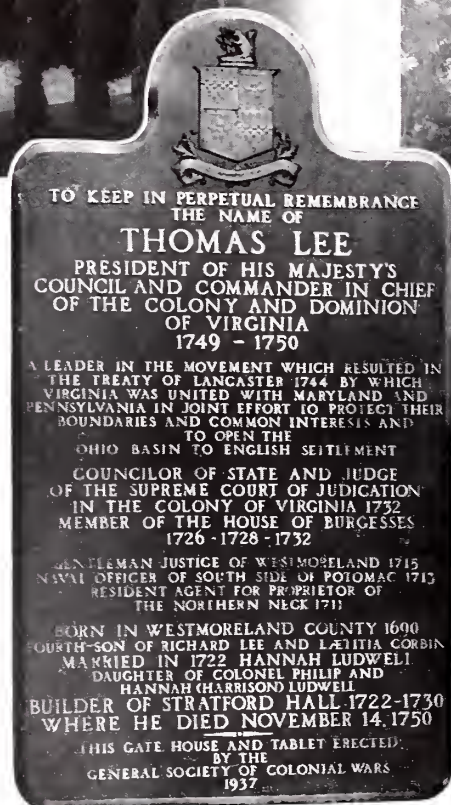 TO KEEP IN PERPETUAL REMEMBRANCE
THE NAME OF
THOMAS LEE
PRESIDENT OF HIS MAJESTY'S
COUNCIL AND COMMANDER IN CHIEF
OF THE COLONY AND DOMINION
OF VIRGINIA
1749 - 1750
A LEADER IN THE MOVEMENT WHICH RESULTED IN
THE TREATY OF LANCASTER 1744 BY WHICH
VIRGINIA WAS UNITED WITH MARYLAND AND
PENNSYLVANIA IN JOINT EFFORT TO PROTECT THEIR
BOUNDARIES AND COMMON INTERESTS AND
TO OPEN THE
OHIO BASIN TO ENGLISH SETTLEMENT
COUNCILOR OF STATE AND JUDGE
OF THE SUPREME COURT OF JUDICATION
IN THE COLONY OF VIRGINIA 1732
MEMBER OF THE HOUSE OF BURGESSES
1726 - 1728 - 1732
GENTLEMAN JUSTICE OF WESTMORELAND 1715
NAVAL OFFICER OF SOUTH SIDE OF POTOMAC 1713
RESIDENT AGENT FOR PROPRIETOR OF
THE NORTHERN NECK 1711
BORN IN WESTMORELAND COUNTY 1690
FOURTH SON OF RICHARD LEE AND LÆTITIA CORBIN
MARRIED IN 1722 HANNAH LUDWELL
DAUGHTER OF COLONEL PHILIP AND
HANNAH (HARRISON) LUDWELL
BUILDER OF STRATFORD HALL 1722-1730
WHERE HE DIED NOVEMBER 14, 1750
THIS GATE HOUSE AND TABLET ERECTED
BY THE
GENERAL SOCIETY OF COLONIAL WARS
1937